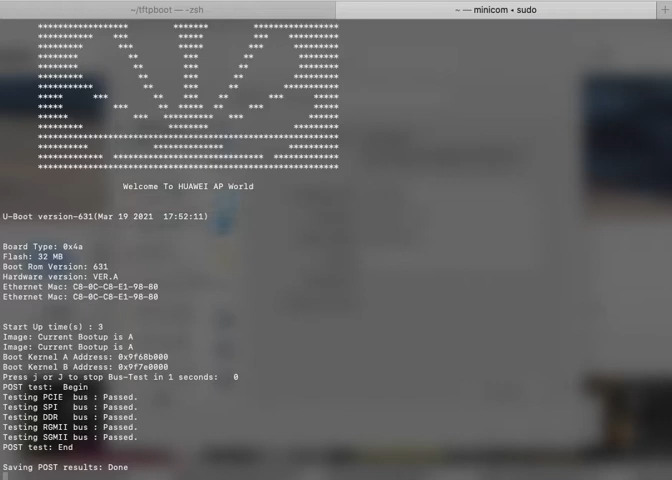 ~/tftpboot — -zsh
~ — minicom • sudo
+
Welcome To HUAWEI AP World
U-Boot version-631(Mar 19 2021  17:52:11)
Board Type: 0x4a
Flash: 32 MB
Boot Rom Version: 631
Hardware version: VER.A
Ethernet Mac: C8-0C-C8-E1-98-80
Ethernet Mac: C8-0C-C8-E1-98-80
Start Up time(s) : 3
Image: Current Bootup is A
Image: Current Bootup is A
Boot Kernel A Address: 0x9f68b000
Boot Kernel B Address: 0x9f7e0000
Press j or J to stop Bus-Test in 1 seconds:   0
POST test:  Begin
Testing PCIE  bus : Passed.
Testing SPI   bus : Passed.
Testing DDR   bus : Passed.
Testing RGMII bus : Passed.
Testing SGMII bus : Passed.
POST test: End
Saving POST results: Done